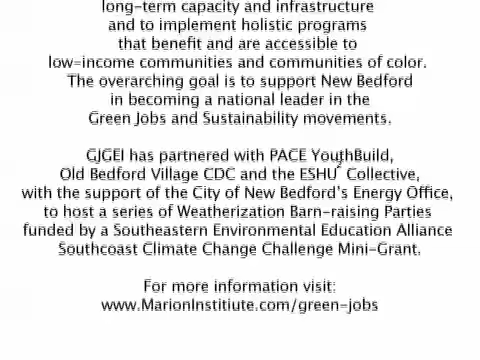 long-term capacity and infrastructure
and to implement holistic programs
that benefit and are accessible to
low-income communities and communities of color.
The overarching goal is to support New Bedford
in becoming a national leader in the
Green Jobs and Sustainability movements.
GJGEI has partnered with PACE YouthBuild,
Old Bedford Village CDC and the ESHU Collective,
with the support of the City of New Bedford's Energy Office,
to host a series of Weatherization Barn-raising Parties
funded by a Southeastern Environmental Education Alliance
Southcoast Climate Change Challenge Mini-Grant.
For more information visit:
www.MarionInstitiute.com/green-jobs